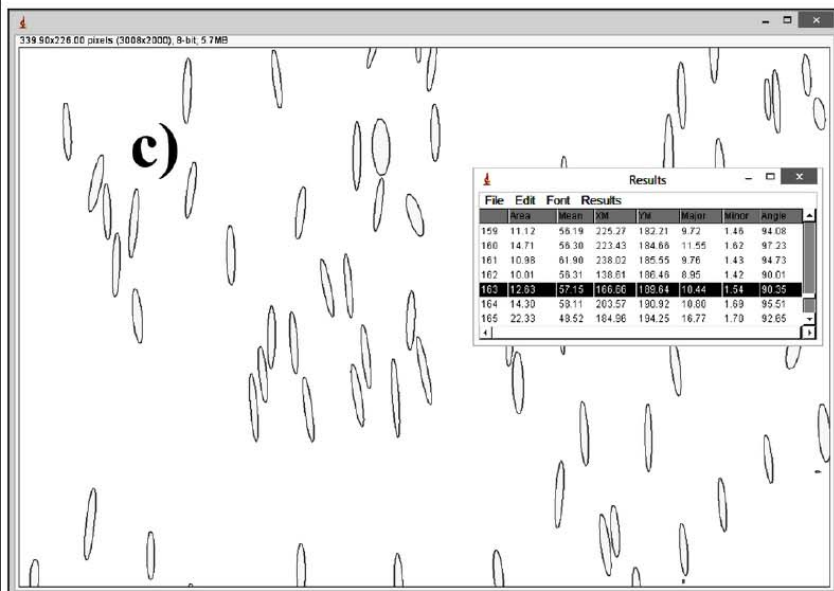 339.90x226.00 pixels (3008x2000); 8-bit; 5.7MB
c)
Results
File Edit Font Results
Area Mean XM YM Major Minor Angle
159 11.12 56.19 225.27 182.21 9.72 1.46 94.08
160 14.71 56.30 223.43 184.66 11.55 1.62 97.23
161 10.98 61.90 238.02 185.55 9.76 1.43 94.73
162 10.01 56.31 138.61 186.46 8.95 1.42 90.01
163 12.63 57.15 166.66 189.64 10.44 1.54 90.35
164 14.30 58.11 203.57 190.92 10.80 1.69 95.51
165 22.33 48.52 184.96 194.25 16.77 1.70 92.65